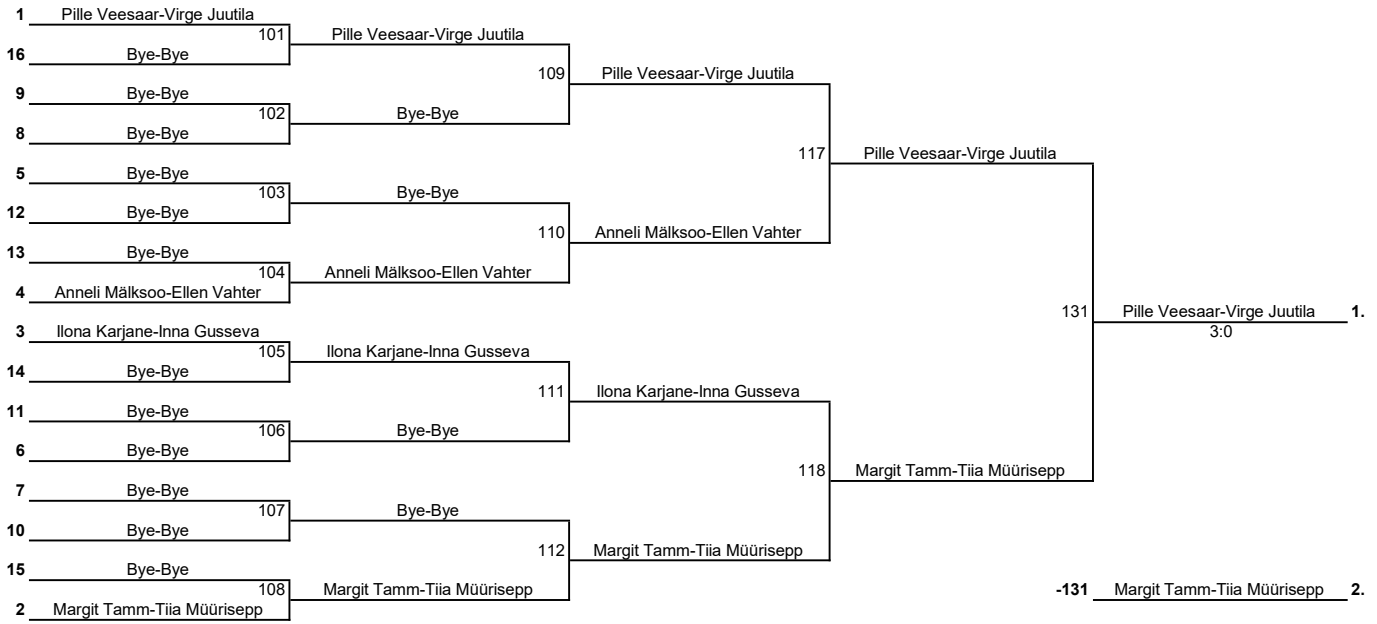 1 Pille Veesaar-Virge Juutila
101 Pille Veesaar-Virge Juutila
16 Bye-Bye
109 Pille Veesaar-Virge Juutila
9 Bye-Bye
102 Bye-Bye
8 Bye-Bye
117 Pille Veesaar-Virge Juutila
5 Bye-Bye
103 Bye-Bye
12 Bye-Bye
110 Anneli Mälksoo-Ellen Vahter
13 Bye-Bye
104 Anneli Mälksoo-Ellen Vahter
4 Anneli Mälksoo-Ellen Vahter
131 Pille Veesaar-Virge Juutila 1.
3 Ilona Karjane-Inna Gusseva
3:0
105 Ilona Karjane-Inna Gusseva
14 Bye-Bye
111 Ilona Karjane-Inna Gusseva
11 Bye-Bye
106 Bye-Bye
6 Bye-Bye
118 Margit Tamm-Tiia Müürisepp
7 Bye-Bye
107 Bye-Bye
10 Bye-Bye
112 Margit Tamm-Tiia Müürisepp
15 Bye-Bye
108 Margit Tamm-Tiia Müürisepp
-131 Margit Tamm-Tiia Müürisepp 2.
2 Margit Tamm-Tiia Müürisepp